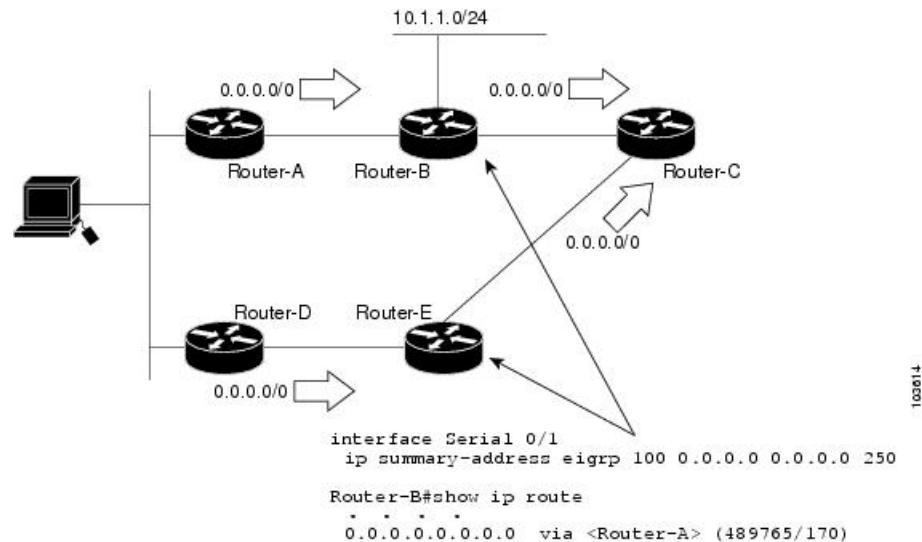 10.1.1.0/24
0.0.0.0/0
0.0.0.0/0
Router-A
Router-B
Router-C
0.0.0.0/0
Router-D
Router-E
0.0.0.0/0
interface Serial 0/1
ip summary-address eigrp 100 0.0.0.0 0.0.0.0 250
Router-B#show ip route
. . . .
0.0.0.0.0.0.0.0 via <Router-A> (489765/170)
103614